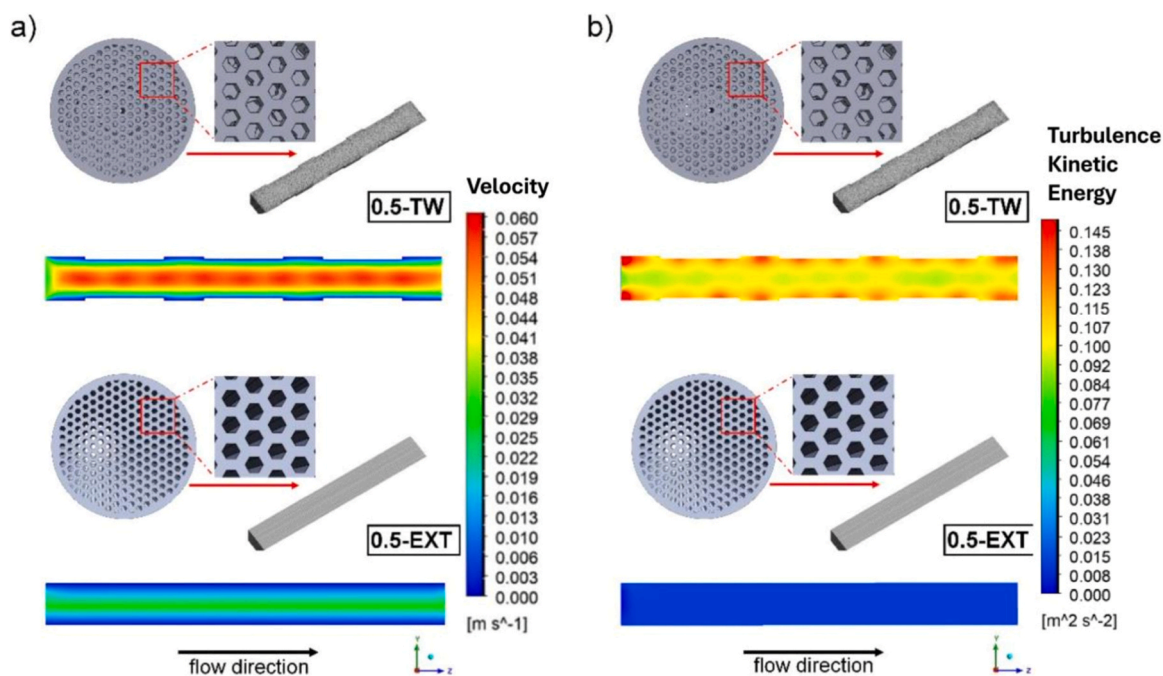 a)
0.5-TW
Velocity
0.060
0.057
0.054
0.051
0.048
0.044
0.041
0.038
0.035
0.032
0.029
0.025
0.022
0.019
0.016
0.013
0.010
0.006
0.003
0.000
[m s^-1]
0.5-EXT
flow direction
Y
Z
b)
0.5-TW
Turbulence
Kinetic
Energy
0.145
0.138
0.130
0.123
0.115
0.107
0.100
0.092
0.084
0.077
0.069
0.061
0.054
0.046
0.038
0.031
0.023
0.015
0.008
0.000
[m^2 s^-2]
0.5-EXT
flow direction
Y
Z